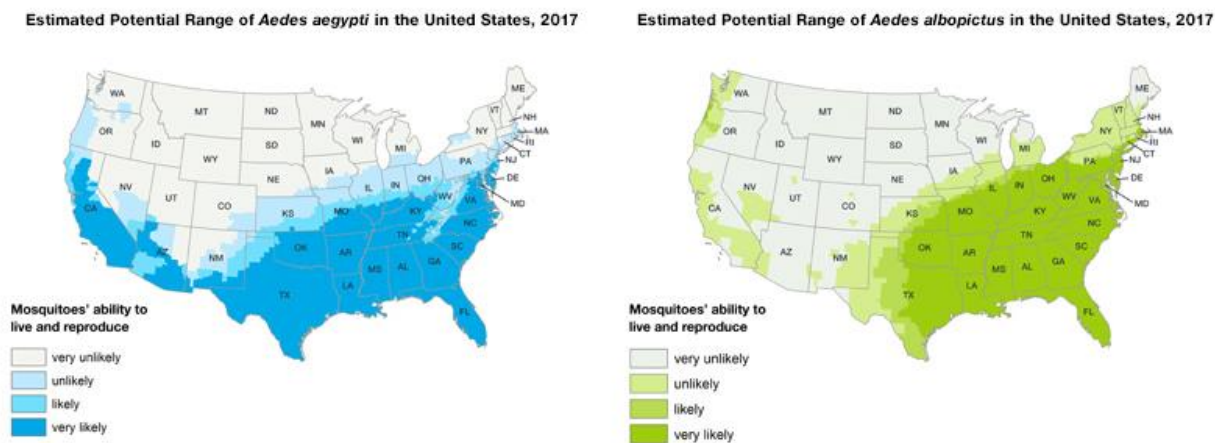 Estimated Potential Range of Aedes aegypti in the United States, 2017
WA
MT
ND
MN
ME
VT
NH
OR
ID
SD
WI
MI
NY
MA
RI
CT
WY
IA
PA
NJ
NE
OH
DE
NV
UT
CO
IL
IN
WV
MD
CA
KS
MO
KY
VA
AZ
NM
OK
TN
NC
AR
SC
MS
AL
GA
TX
LA
FL
Mosquitoes' ability to
live and reproduce
very unlikely
unlikely
likely
very likely
Estimated Potential Range of Aedes albopictus in the United States, 2017
WA
MT
ND
MN
ME
VT
NH
OR
ID
SD
WI
MI
NY
MA
RI
CT
WY
IA
PA
NJ
NE
OH
DE
NV
UT
CO
IL
IN
WV
MD
CA
KS
MO
KY
VA
AZ
NM
OK
TN
NC
AR
SC
MS
AL
GA
TX
LA
FL
Mosquitoes' ability to
live and reproduce
very unlikely
unlikely
likely
very likely